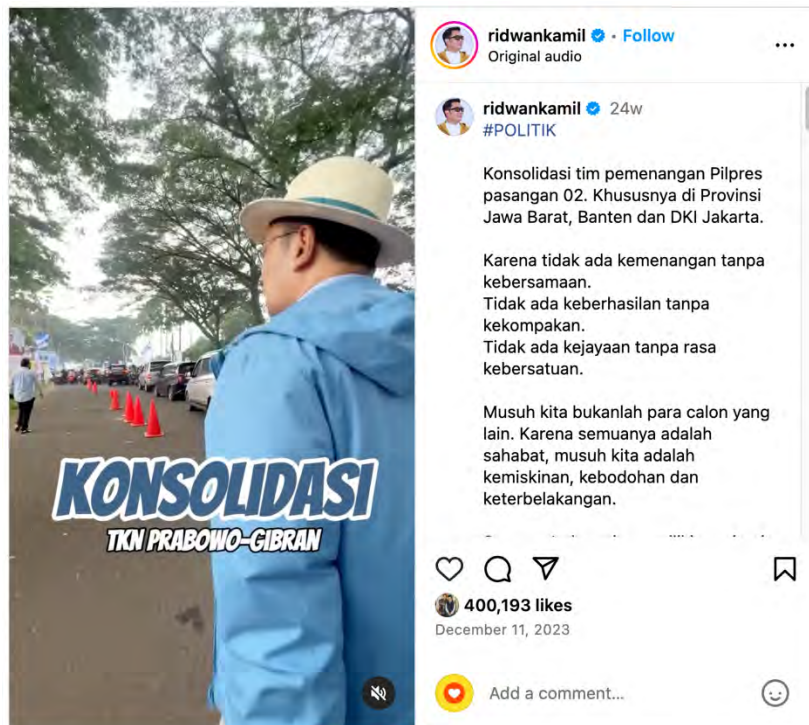 ridwankamil • Follow
Original audio
ridwankamil 24w
#POLITIK
Konsolidasi tim pemenangan Pilpres
pasangan 02. Khususnya di Provinsi
Jawa Barat, Banten dan DKI Jakarta.
Karena tidak ada kemenangan tanpa
kebersamaan.
Tidak ada keberhasilan tanpa
kekompakan.
Tidak ada kejayaan tanpa rasa
kebersatuan.
Musuh kita bukanlah para calon yang
lain. Karena semuanya adalah
sahabat, musuh kita adalah
kemiskinan, kebodohan dan
keterbelakangan.
KONSOLIDASI
TKN PRABOWO-GIBRAN
400,193 likes
December 11, 2023
Add a comment...